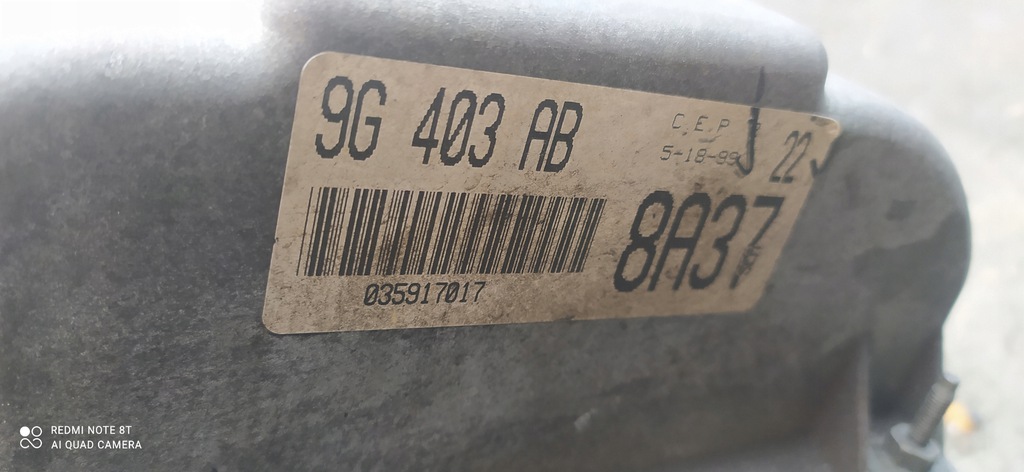 9G 403 AB
C.E.P
5-18-99
22
8A37
035917017
REDMI NOTE 8T
AI QUAD CAMERA